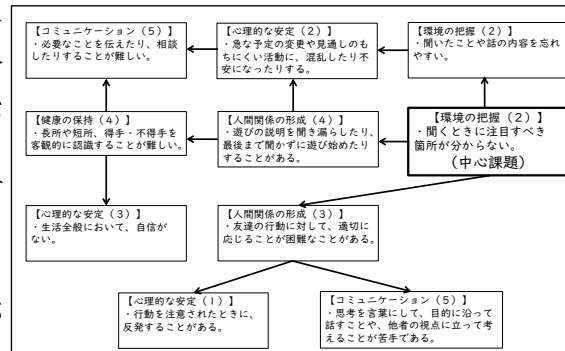 【コミュニケーション（5）】
・必要なことを伝えたり、相談
したりすることが難しい。
【心理的な安定（2）】
・急な予定の変更や見通しのも
ちにくい活動に、混乱したり不
安になったりする。
【環境の把握（2）】
・聞いたことや話の内容を忘れ
やすい。
【健康の保持（4）】
・長所や短所、得手・不得手を
客観的に認識することが難しい。
【人間関係の形成（4）】
・遊びの説明を聞き漏らしたり、
最後まで聞かずに遊び始めたり
することがある。
【環境の把握（2）】
・聞くときに注目すべき
箇所が分からない。
（中心課題）
【心理的な安定（3）】
・生活全般において、自信が
ない。
【人間関係の形成（3）】
・友達の行動に対して、適切に
応じることが困難なことがある。
【心理的な安定（1）】
・行動を注意されたときに、
反発することがある。
【コミュニケーション（5）】
・思考を言葉にして、目的に沿って
話すことや、他者の視点に立って考
えることが苦手である。